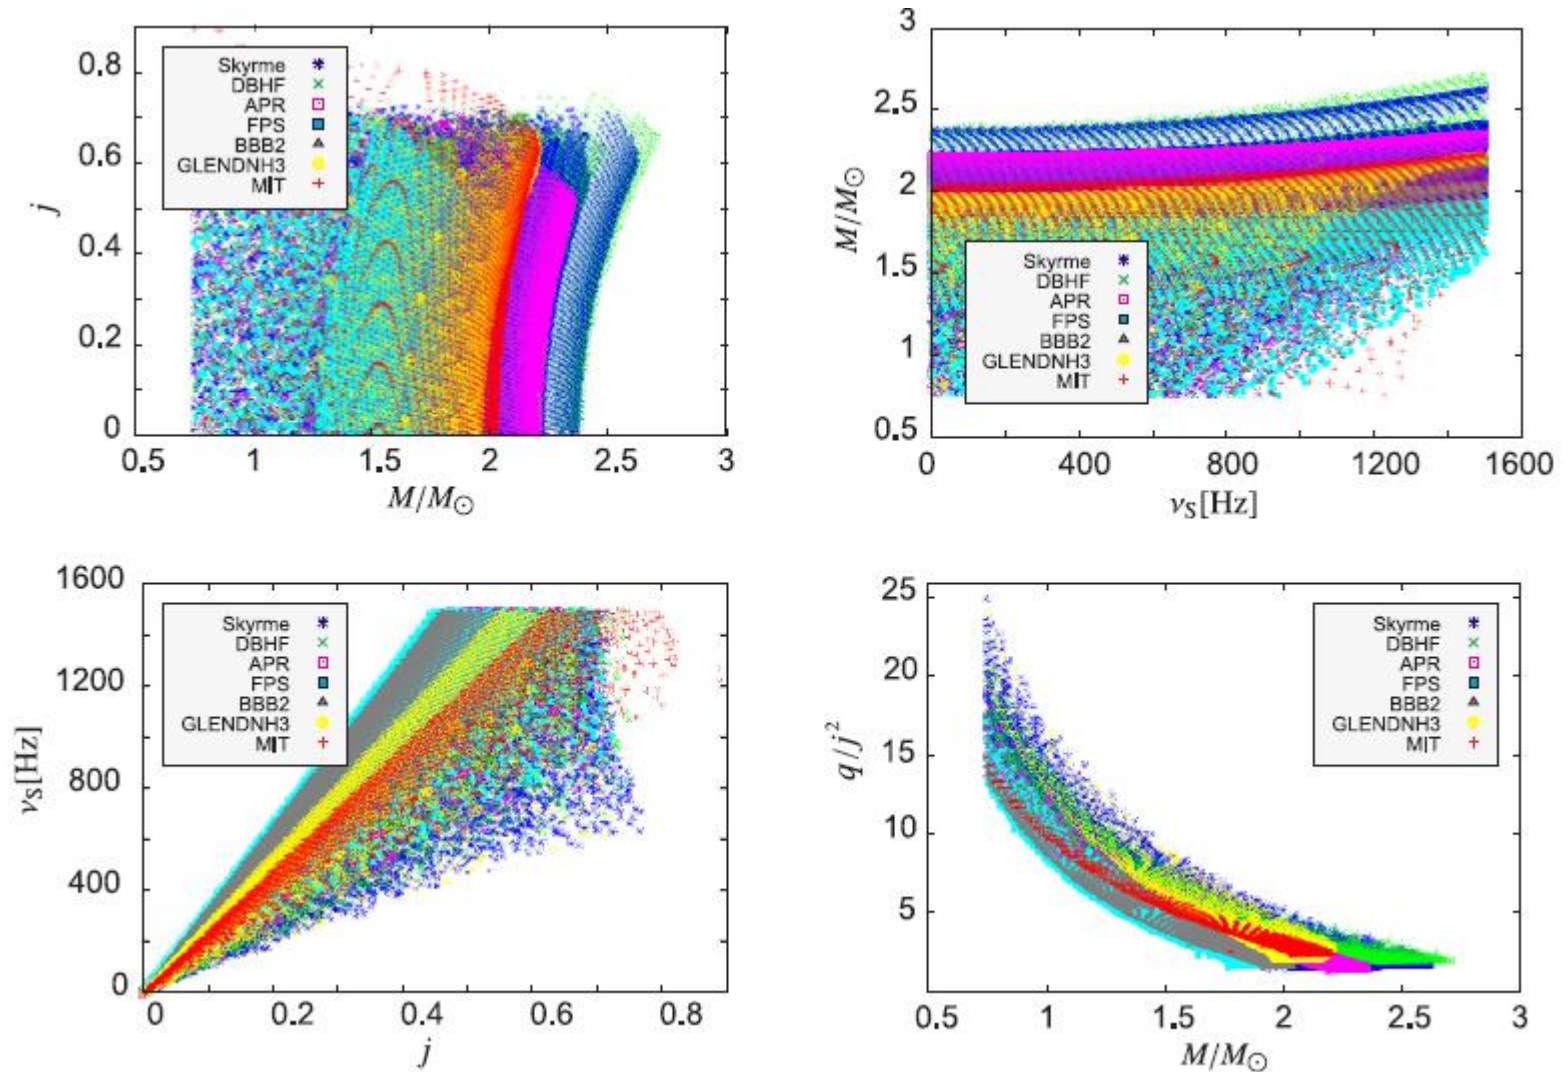 0.8
0.6
0.4
0.2
0
j
Skyrme
DBHF
APR
FPS
BBB2
GLENDNH3
MIT
0.5 1 1.5 2 2.5 3
M/M☉
3
2.5
2
1.5
1
0.5
M/M☉
Skyrme
DBHF
APR
FPS
BBB2
GLENDNH3
MIT
0 400 800 1200 1600
νS[Hz]
1600
1200
800
400
0
νS[Hz]
Skyrme
DBHF
APR
FPS
BBB2
GLENDNH3
MIT
0 0.2 0.4 0.6 0.8
j
25
20
15
10
5
q/j²
Skyrme
DBHF
APR
FPS
BBB2
GLENDNH3
MIT
0.5 1 1.5 2 2.5 3
M/M☉